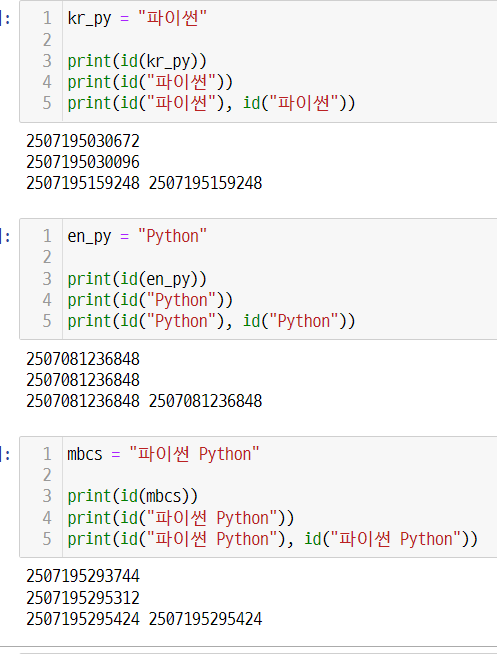 ]:
1 kr_py = "파이썬"
2
3 print(id(kr_py))
4 print(id("파이썬"))
5 print(id("파이썬"), id("파이썬"))
2507195030672
2507195030096
2507195159248 2507195159248
]:
1 en_py = "Python"
2
3 print(id(en_py))
4 print(id("Python"))
5 print(id("Python"), id("Python"))
2507081236848
2507081236848
2507081236848 2507081236848
]:
1 mbcs = "파이썬 Python"
2
3 print(id(mbcs))
4 print(id("파이썬 Python"))
5 print(id("파이썬 Python"), id("파이썬 Python"))
2507195293744
2507195295312
2507195295424 2507195295424